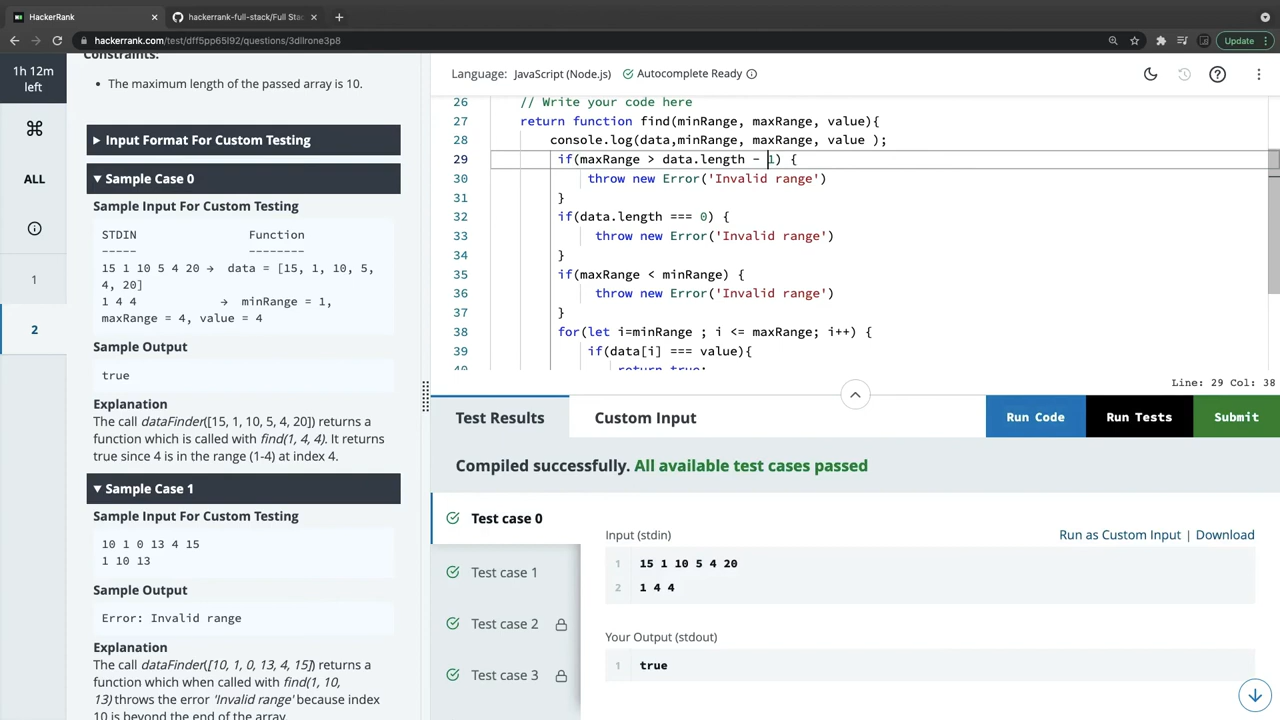 HackerRank
hackerrank-full-stack/Full Stac
hackerrank.com/test/dff5pp65l92/questions/3dllrone3p8
Update
1h 12m
left
ALL
1
2
Constraints:
The maximum length of the passed array is 10.
Input Format For Custom Testing
Sample Case 0
Sample Input For Custom Testing
STDIN Function
----- --------
15 1 10 5 4 20 → data = [15, 1, 10, 5,
4, 20]
1 4 4 → minRange = 1,
maxRange = 4, value = 4
Sample Output
true
Explanation
The call dataFinder([15, 1, 10, 5, 4, 20]) returns a
function which is called with find(1, 4, 4). It returns
true since 4 is in the range (1-4) at index 4.
Sample Case 1
Sample Input For Custom Testing
10 1 0 13 4 15
1 10 13
Sample Output
Error: Invalid range
Explanation
The call dataFinder([10, 1, 0, 13, 4, 15]) returns a
function which when called with find(1, 10,
13) throws the error 'Invalid range' because index
10 is beyond the end of the array.
Language: JavaScript (Node.js) Autocomplete Ready
26 // Write your code here
27 return function find(minRange, maxRange, value){
28 console.log(data,minRange, maxRange, value );
29 if(maxRange > data.length - 1) {
30 throw new Error('Invalid range')
31 }
32 if(data.length === 0) {
33 throw new Error('Invalid range')
34 }
35 if(maxRange < minRange) {
36 throw new Error('Invalid range')
37 }
38 for(let i=minRange ; i <= maxRange; i++) {
39 if(data[i] === value){
40 return true;
Line: 29 Col: 38
Test Results
Custom Input
Run Code
Run Tests
Submit
Compiled successfully. All available test cases passed
Test case 0
Test case 1
Test case 2
Test case 3
Input (stdin)
Run as Custom Input | Download
1 15 1 10 5 4 20
2 1 4 4
Your Output (stdout)
1 true